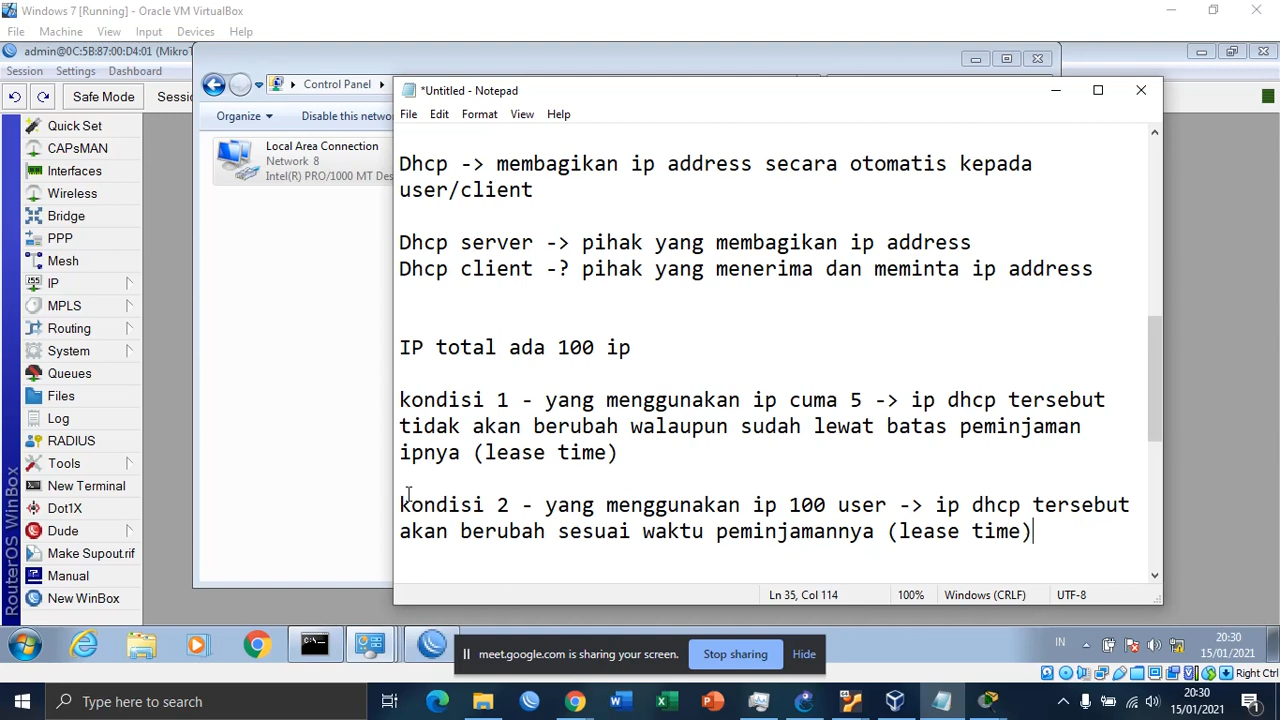 Windows 7 [Running] - Oracle VM VirtualBox
File Machine View Input Devices Help
admin@0C:5B:87:00:D4:01 (MikroT
Session Settings Dashboard
Safe Mode Sessi
Quick Set
CAPsMAN
Interfaces
Wireless
Bridge
PPP
Mesh
IP
MPLS
Routing
System
Queues
Files
Log
RADIUS
Tools
New Terminal
Dot1X
Dude
Make Supout.rif
Manual
New WinBox
RouterOS WinBox
Control Panel
Organize Disable this netwo
Local Area Connection
Network 8
Intel(R) PRO/1000 MT Des
*Untitled - Notepad
File Edit Format View Help
Dhcp -> membagikan ip address secara otomatis kepada
user/client
Dhcp server -> pihak yang membagikan ip address
Dhcp client -? pihak yang menerima dan meminta ip address
IP total ada 100 ip
kondisi 1 - yang menggunakan ip cuma 5 -> ip dhcp tersebut
tidak akan berubah walaupun sudah lewat batas peminjaman
ipnya (lease time)
kondisi 2 - yang menggunakan ip 100 user -> ip dhcp tersebut
akan berubah sesuai waktu peminjamannya (lease time)
Ln 35, Col 114 100% Windows (CRLF) UTF-8
meet.google.com is sharing your screen. Stop sharing Hide
IN
20:30
15/01/2021
Right Ctrl
Type here to search
20:30
15/01/2021